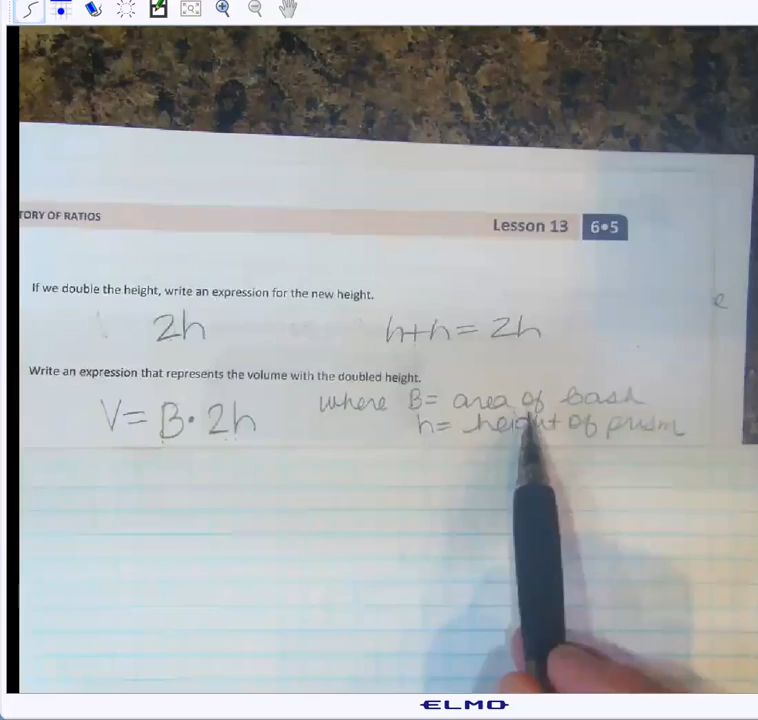 TORY OF RATIOS
Lesson 13 6•5
If we double the height, write an expression for the new height.
2h h+h = 2h
Write an expression that represents the volume with the doubled height.
V = B • 2h where B = area of base
h = height of prism
ELMO